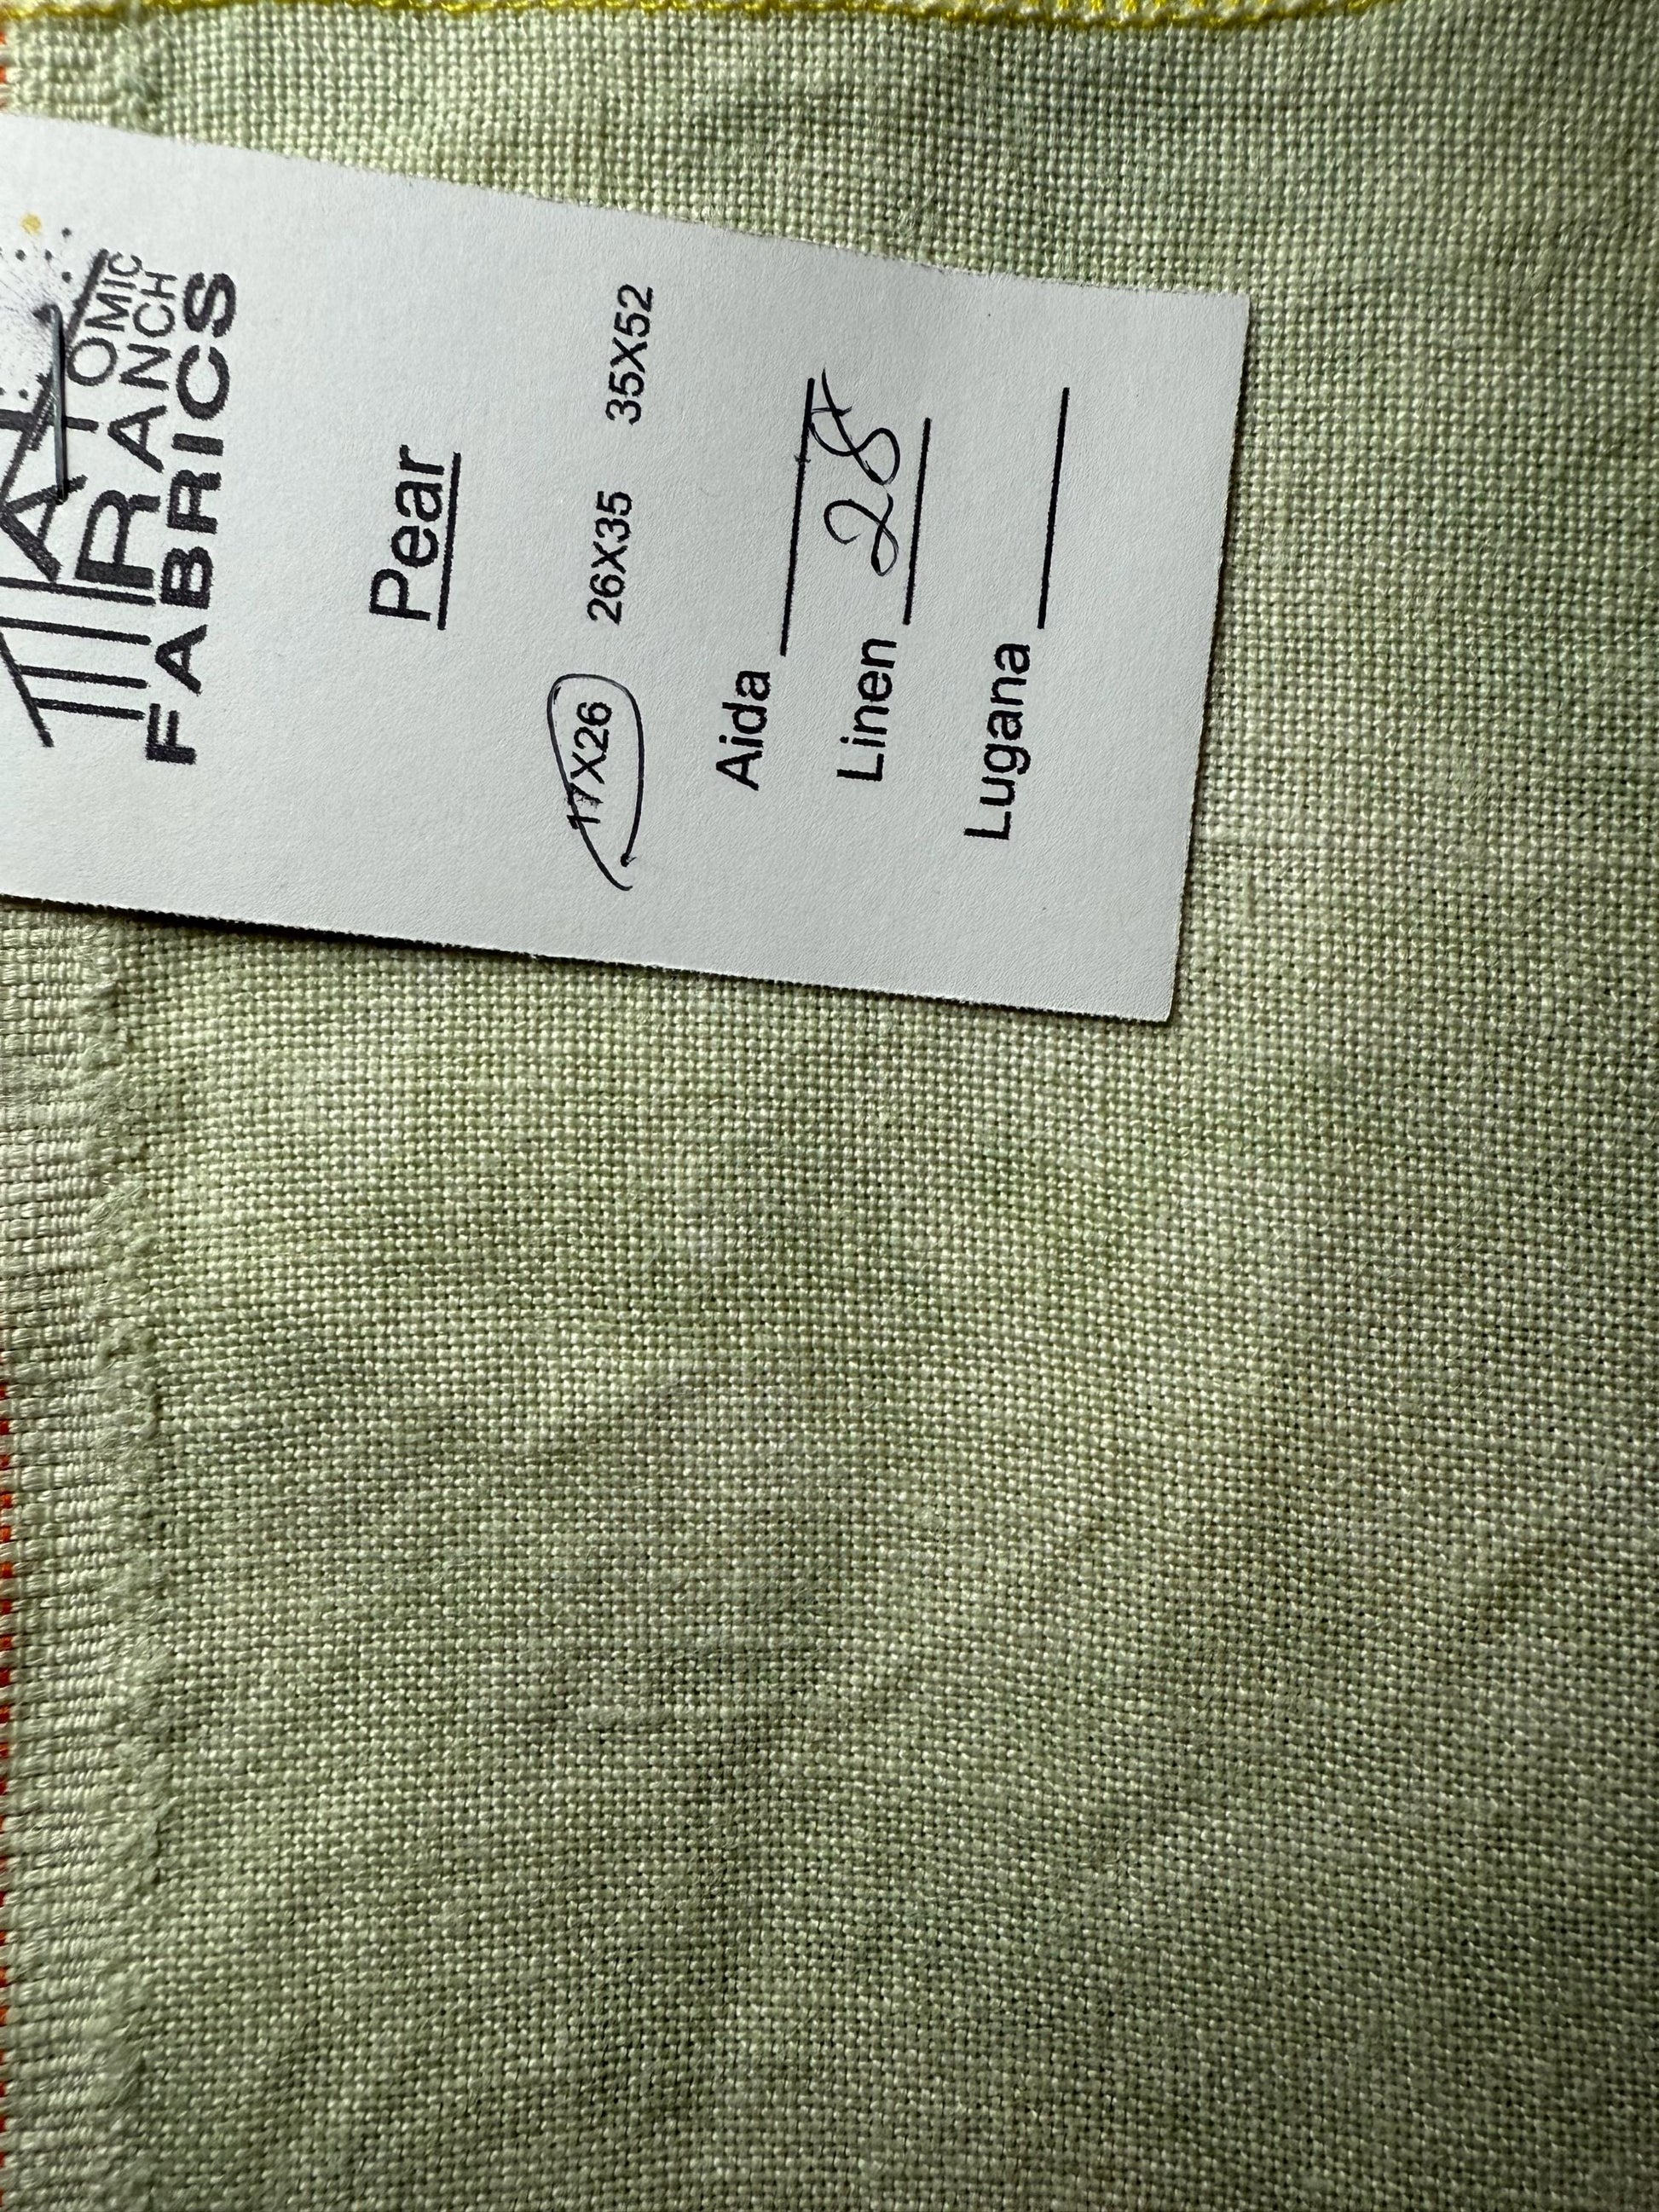 ATOMIC
RANCH
FABRICS
Pear
17X26 26X35 35X52
Aida
Linen 28
Lugana